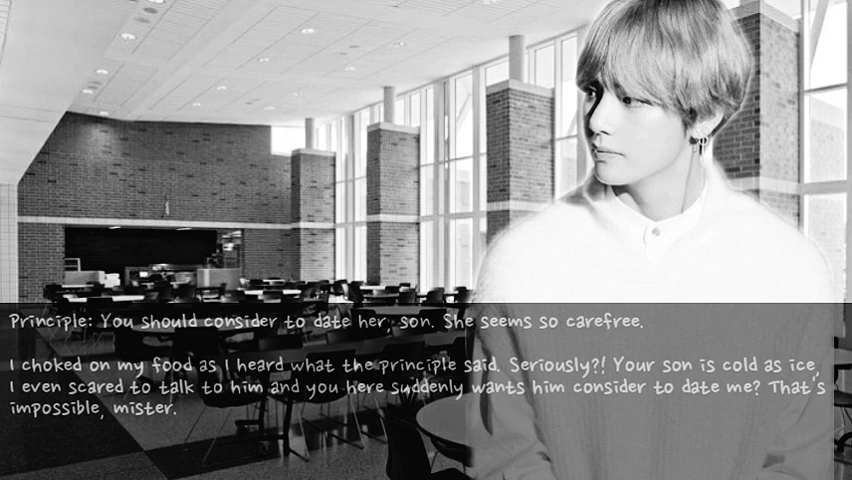 Principle: You should consider to date her, son. She seems so carefree.
I choked on my food as I heard what the principle said. Seriously?! Your son is cold as ice,
I even scared to talk to him and you here suddenly wants him consider to date me? That's
impossible, mister.